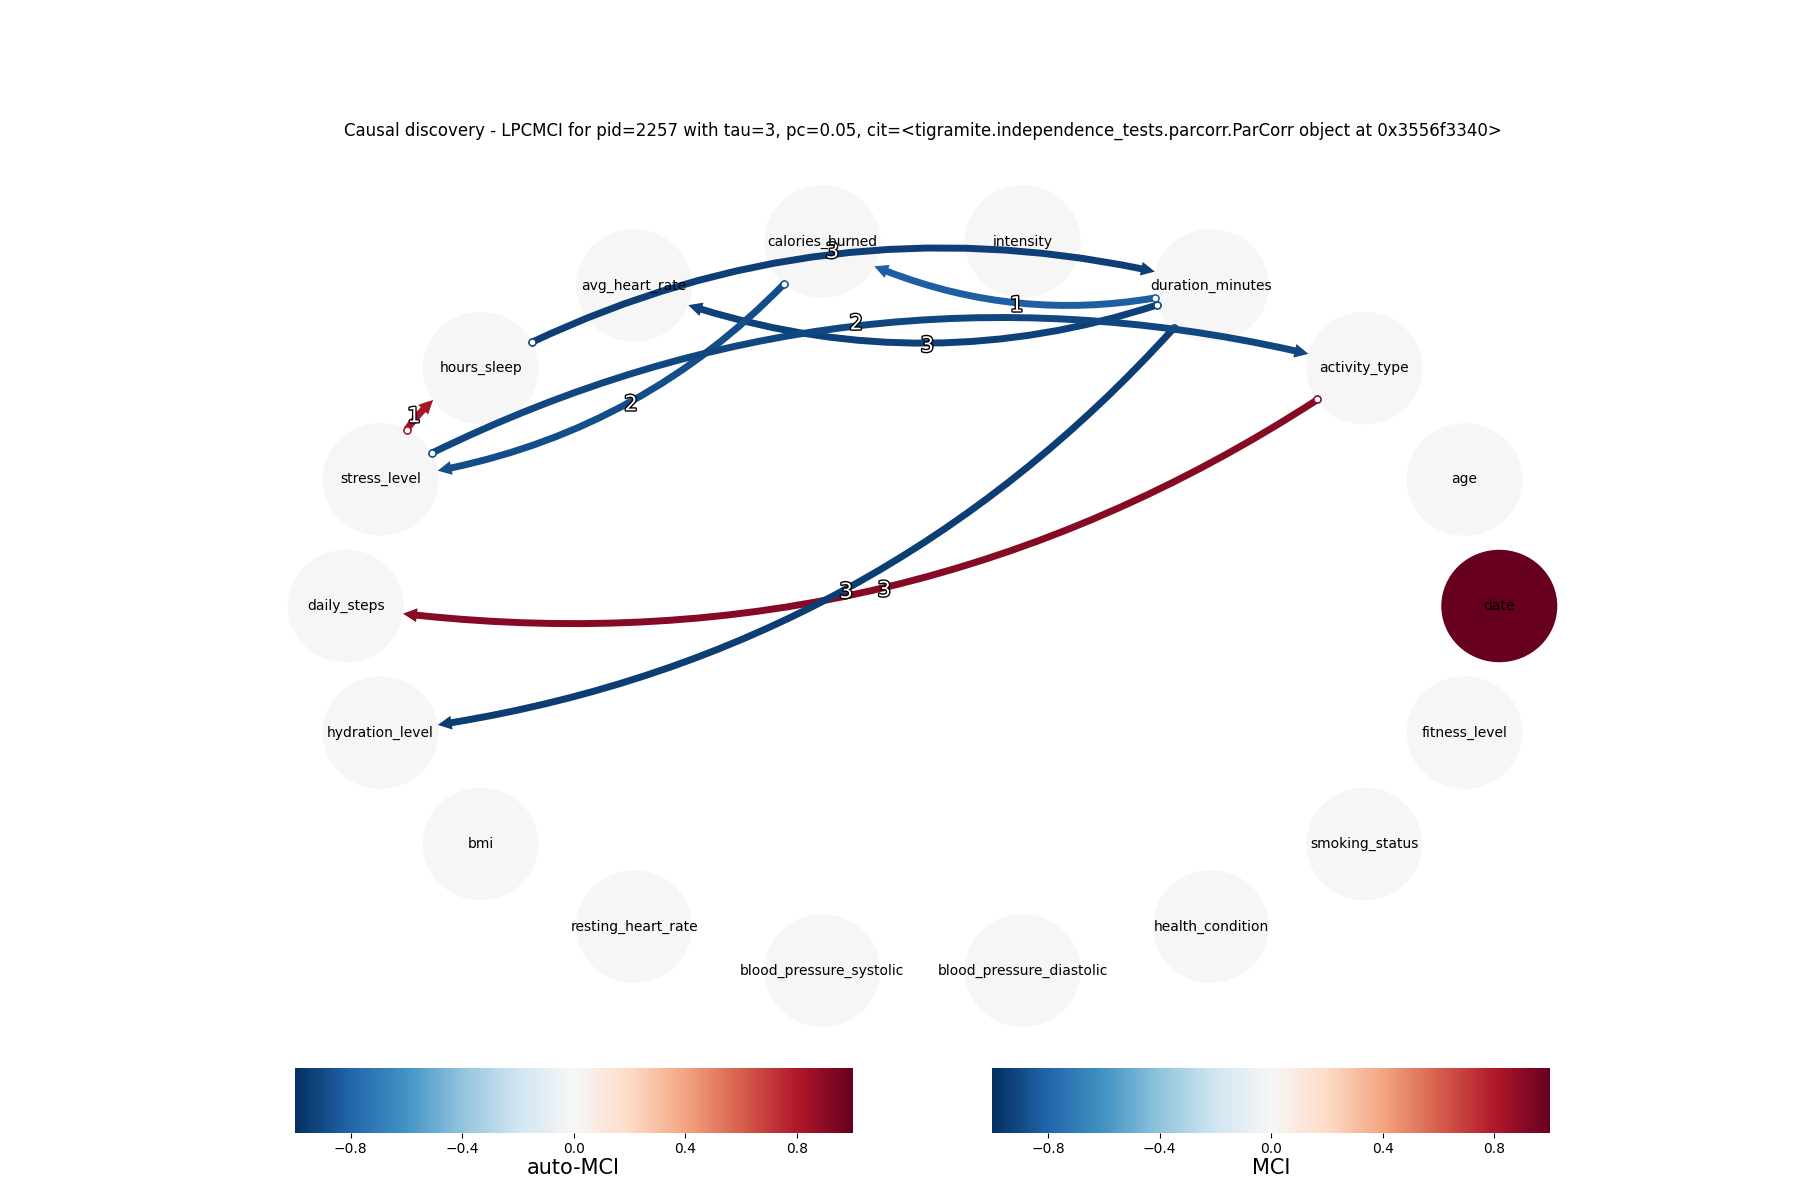 Causal discovery - LPCMCI for pid=2257 with tau=3, pc=0.05, cit=<tigramite.independence_tests.parcorr.ParCorr object at 0x3556f3340>
calories_burned
intensity
3
avg_heart_rate
duration_minutes
1
2
3
hours_sleep
activity_type
2
1
stress_level
age
3
3
daily_steps
date
hydration_level
fitness_level
bmi
smoking_status
resting_heart_rate
health_condition
blood_pressure_systolic
blood_pressure_diastolic
−0.8 −0.4 0.0 0.4 0.8
auto-MCI
−0.8 −0.4 0.0 0.4 0.8
MCI